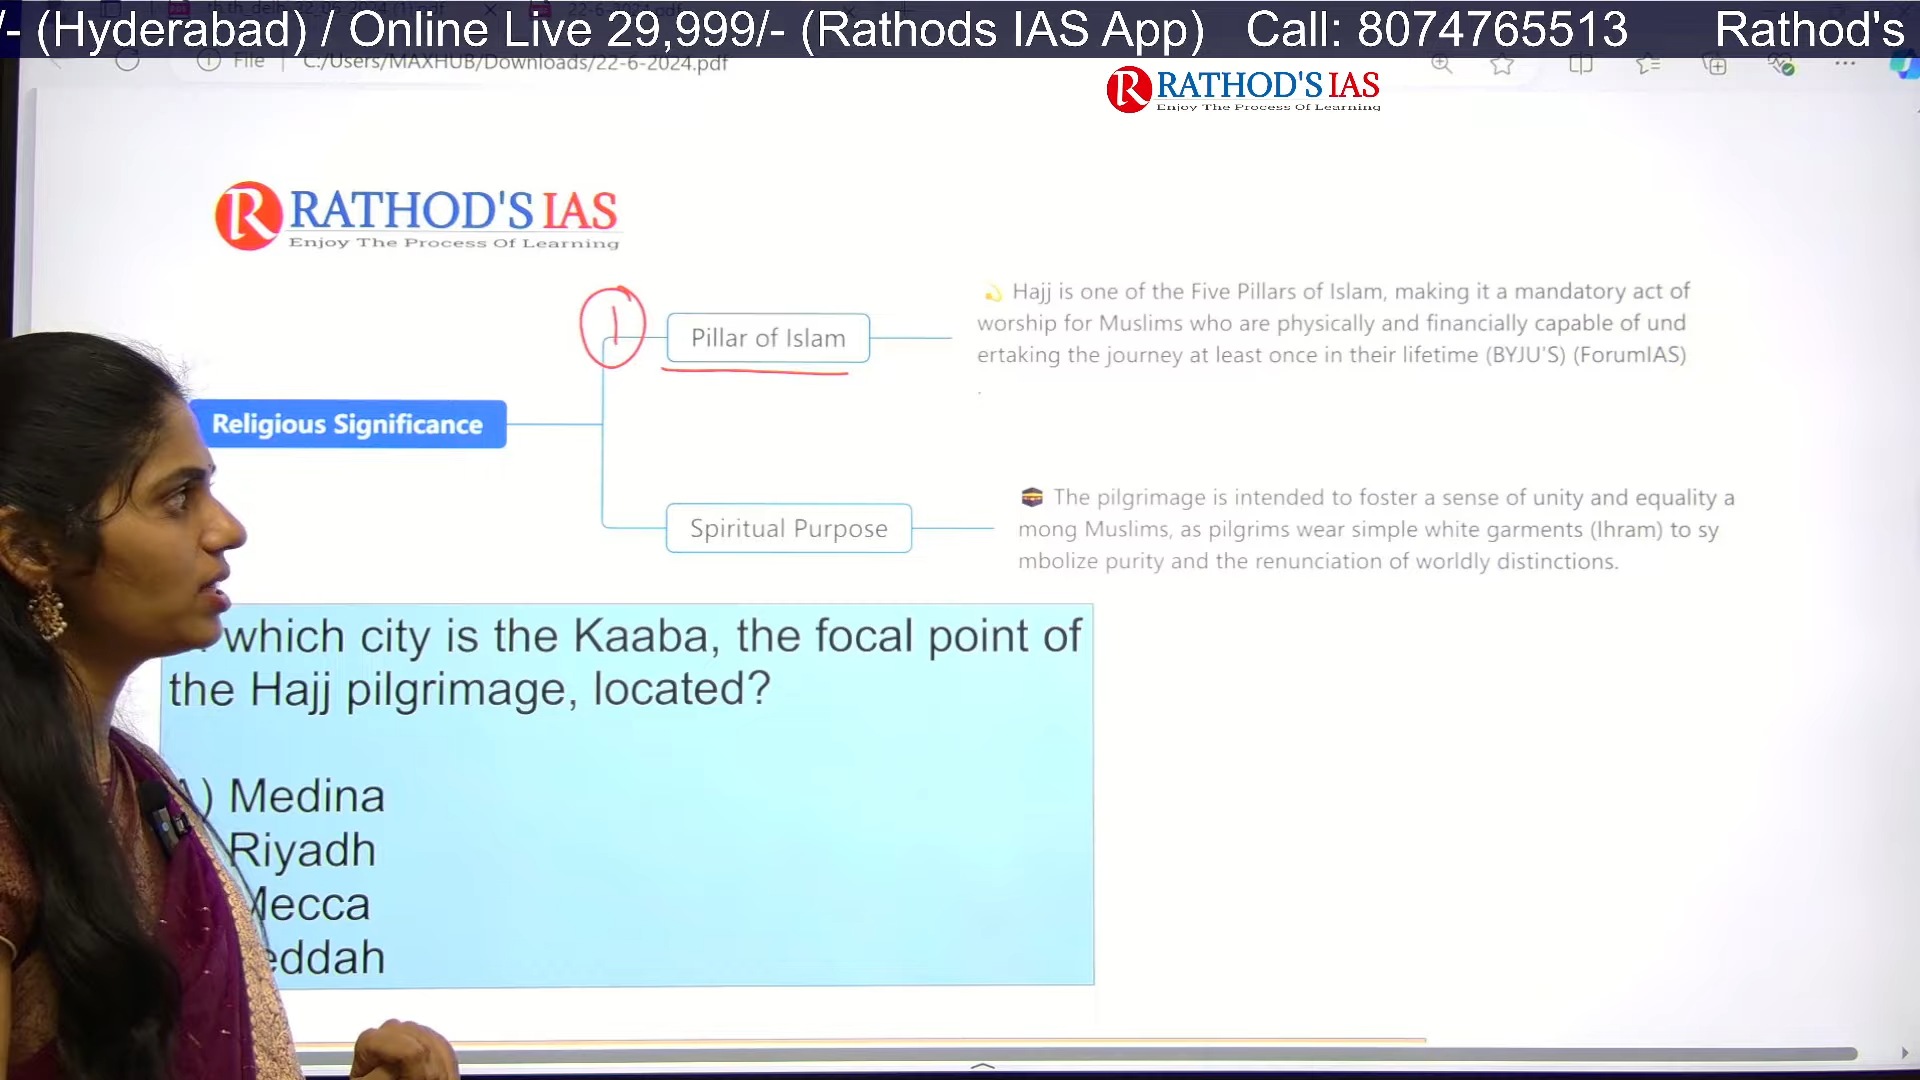 /- (Hyderabad) / Online Live 29,999/- (Rathods IAS App) Call: 8074765513 Rathod's
File C:/Users/MAXHUB/Downloads/22-6-2024.pdf
RATHOD'S IAS
Enjoy The Process Of Learning
RATHOD'S IAS
Enjoy The Process Of Learning
1
Pillar of Islam
Hajj is one of the Five Pillars of Islam, making it a mandatory act of
worship for Muslims who are physically and financially capable of und
ertaking the journey at least once in their lifetime (BYJU'S) (ForumIAS)
.
Religious Significance
Spiritual Purpose
The pilgrimage is intended to foster a sense of unity and equality a
mong Muslims, as pilgrims wear simple white garments (Ihram) to sy
mbolize purity and the renunciation of worldly distinctions.
which city is the Kaaba, the focal point of
the Hajj pilgrimage, located?
A) Medina
Riyadh
Mecca
eddah